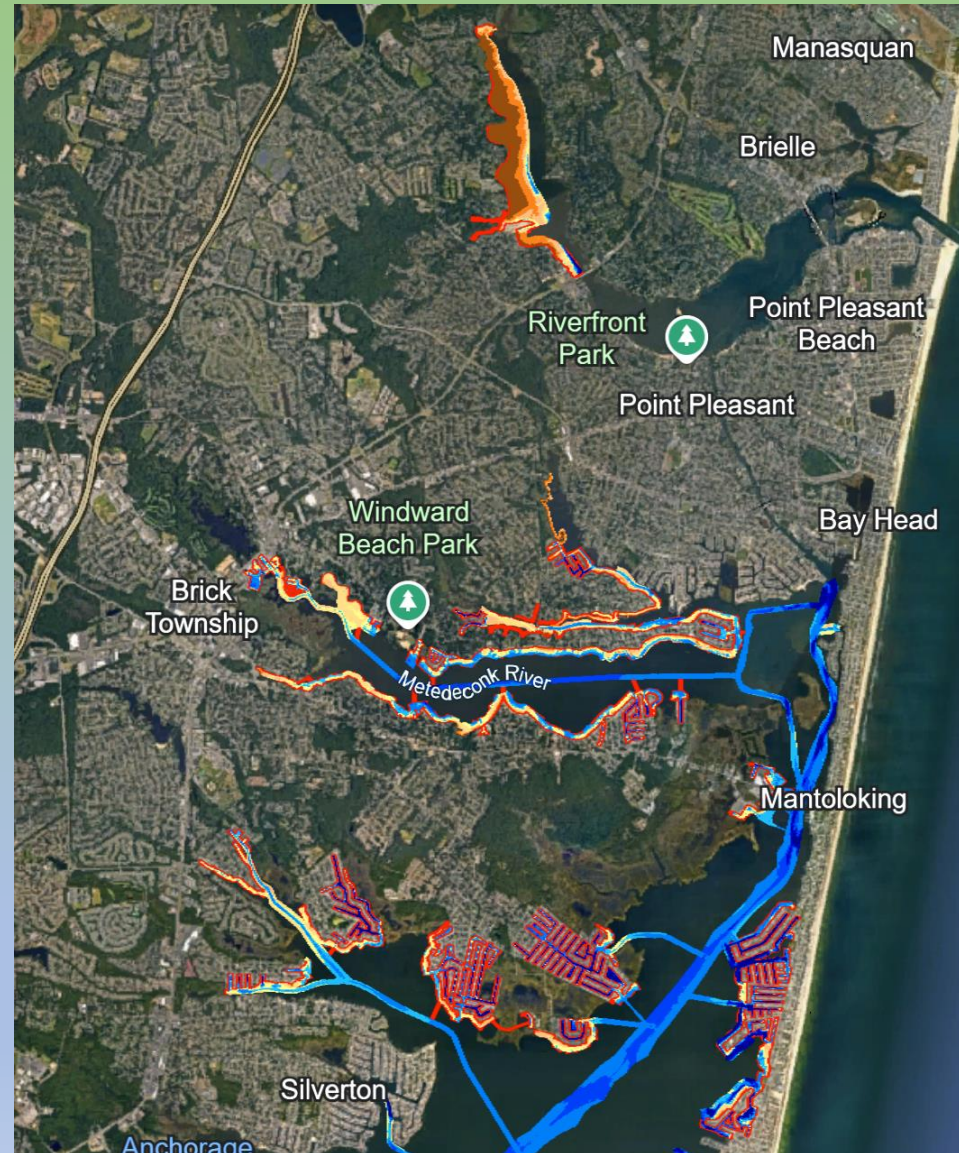 Manasquan
Brielle
Riverfront
Park
Point Pleasant
Beach
Point Pleasant
Windward
Beach Park
Bay Head
Brick
Township
Metedeconk River
Mantoloking
Silverton
Anchorage